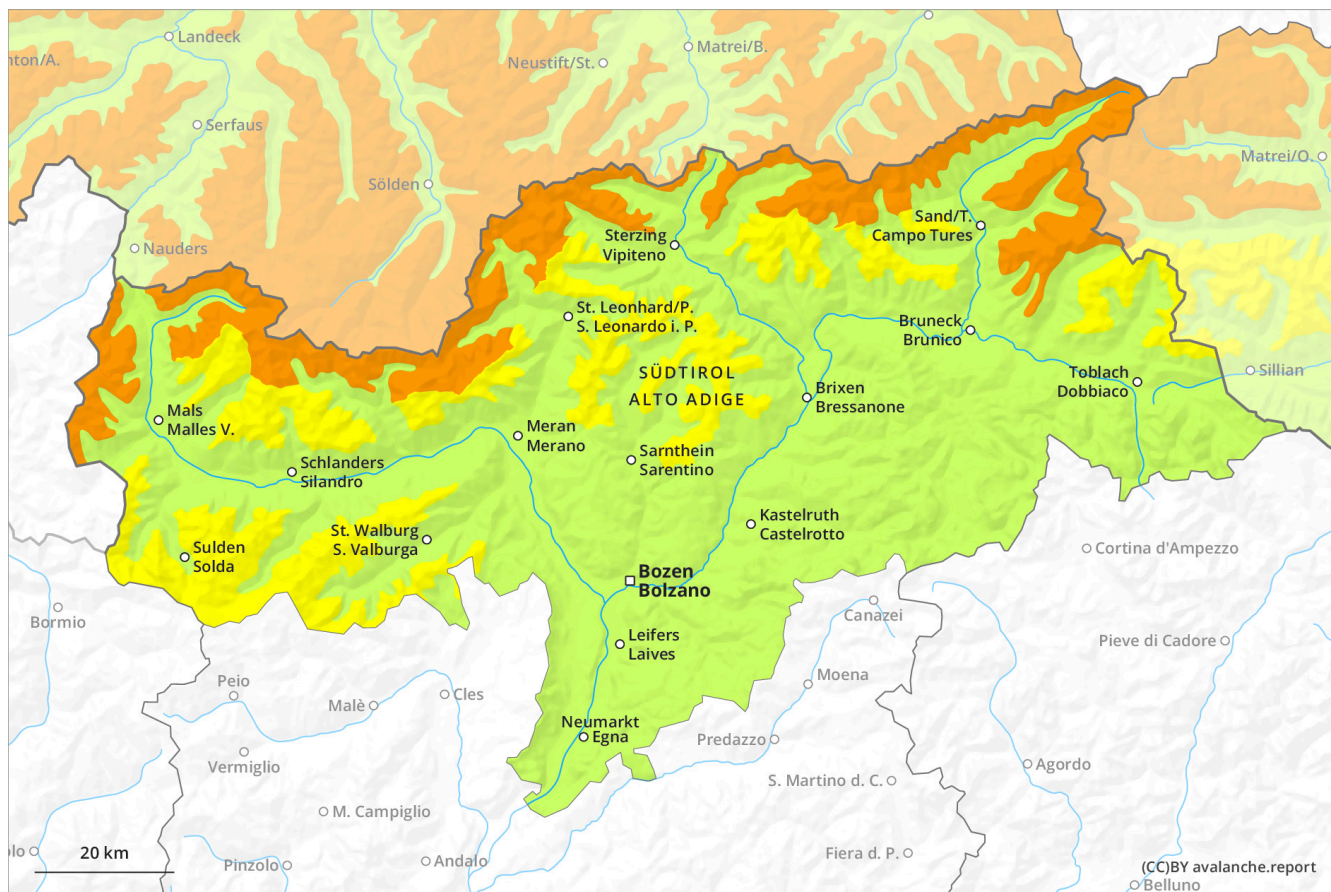 Landeck
Matrei/B.
nton/A.
Neustift/St.
Serfaus
Matrei/O.
Sölden
Sand/T.
Campo Tures
Sterzing
Vipiteno
Nauders
St. Leonhard/P.
S. Leonardo i. P.
Bruneck
Brunico
SÜDTIROL
ALTO ADIGE
Toblach
Dobbiaco
Sillian
Brixen
Bressanone
Mals
Malles V.
Meran
Merano
Sarnthein
Sarentino
Schlanders
Silandro
Kastelruth
Castelrotto
St. Walburg
S. Valburga
Sulden
Solda
Cortina d'Ampezzo
Bozen
Bolzano
Bormio
Canazei
Leifers
Laives
Pieve di Cadore
Peio
Moena
Malè
Cles
Neumarkt
Egna
Predazzo
Vermiglio
Agordo
S. Martino d. C.
M. Campiglio
olo
20 km
Pinzolo
Andalo
Fiera d. P.
(CC)BY avalanche.report
Belluno